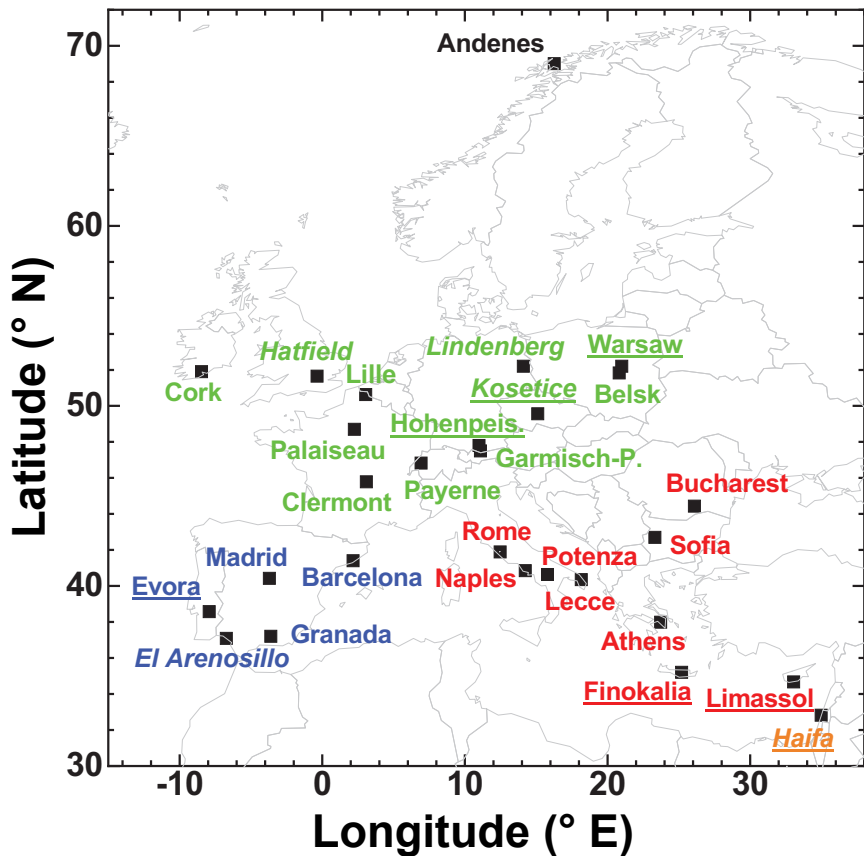 70
Andenes
60
Latitude (° N)
Hatfield
Lindenberg
Warsaw
Lille
Cork
Kosetice
Belsk
50
Hohenpeis.
Palaiseau
Garmisch-P.
Clermont
Payerne
Bucharest
Rome
Sofia
Madrid
Potenza
Barcelona
Naples
Evora
Lecce
40
Granada
Athens
El Arenosillo
Finokalia
Limassol
Haifa
30
-10 0 10 20 30
Longitude (° E)